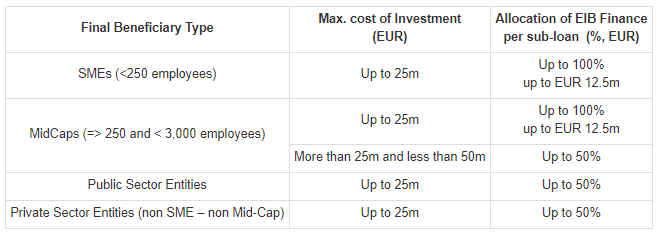 Final Beneficiary Type
Max. cost of Investment
(EUR)
Allocation of EIB Finance
per sub-loan (%, EUR)
SMEs (<250 employees)
Up to 25m
Up to 100%
up to EUR 12.5m
MidCaps (=> 250 and < 3,000 employees)
Up to 25m
Up to 100%
up to EUR 12.5m
More than 25m and less than 50m
Up to 50%
Public Sector Entities
Up to 25m
Up to 50%
Private Sector Entities (non SME – non Mid-Cap)
Up to 25m
Up to 50%